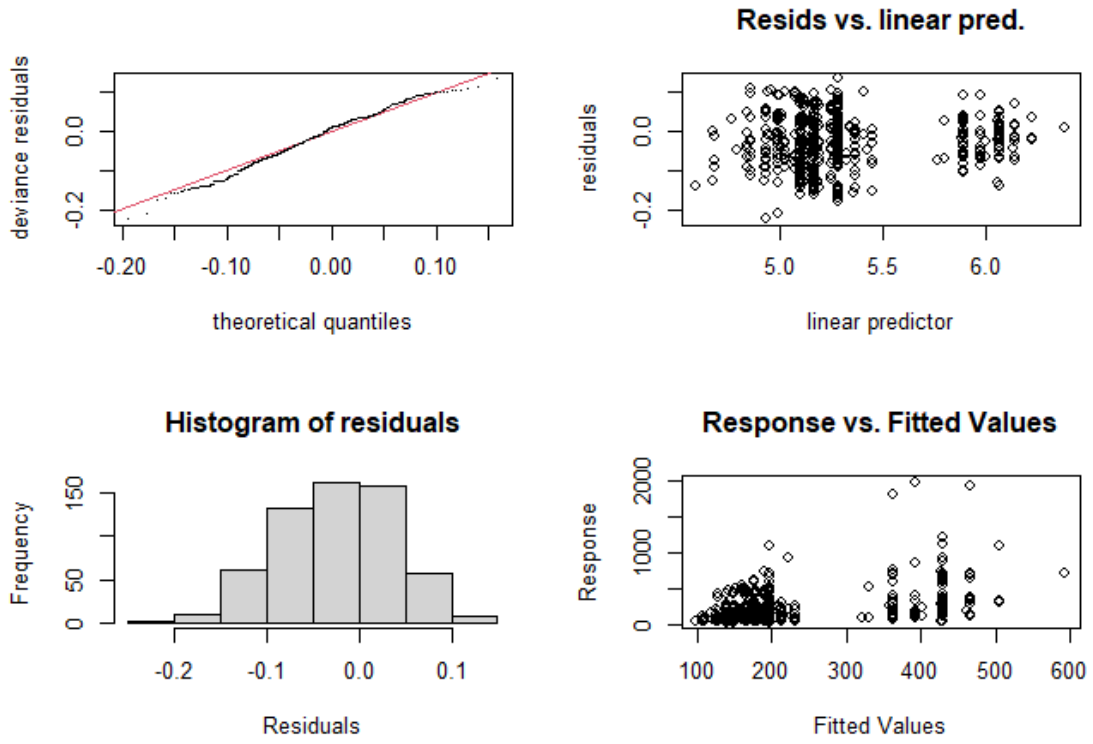 deviance residuals
0.0
-0.2
-0.20
-0.10
0.00
0.10
theoretical quantiles
Resids vs. linear pred.
residuals
0.0
-0.2
5.0
5.5
6.0
linear predictor
Histogram of residuals
Frequency
150
50
0
-0.2
-0.1
0.0
0.1
Residuals
Response vs. Fitted Values
Response
2000
1000
0
100
200
300
400
500
600
Fitted Values